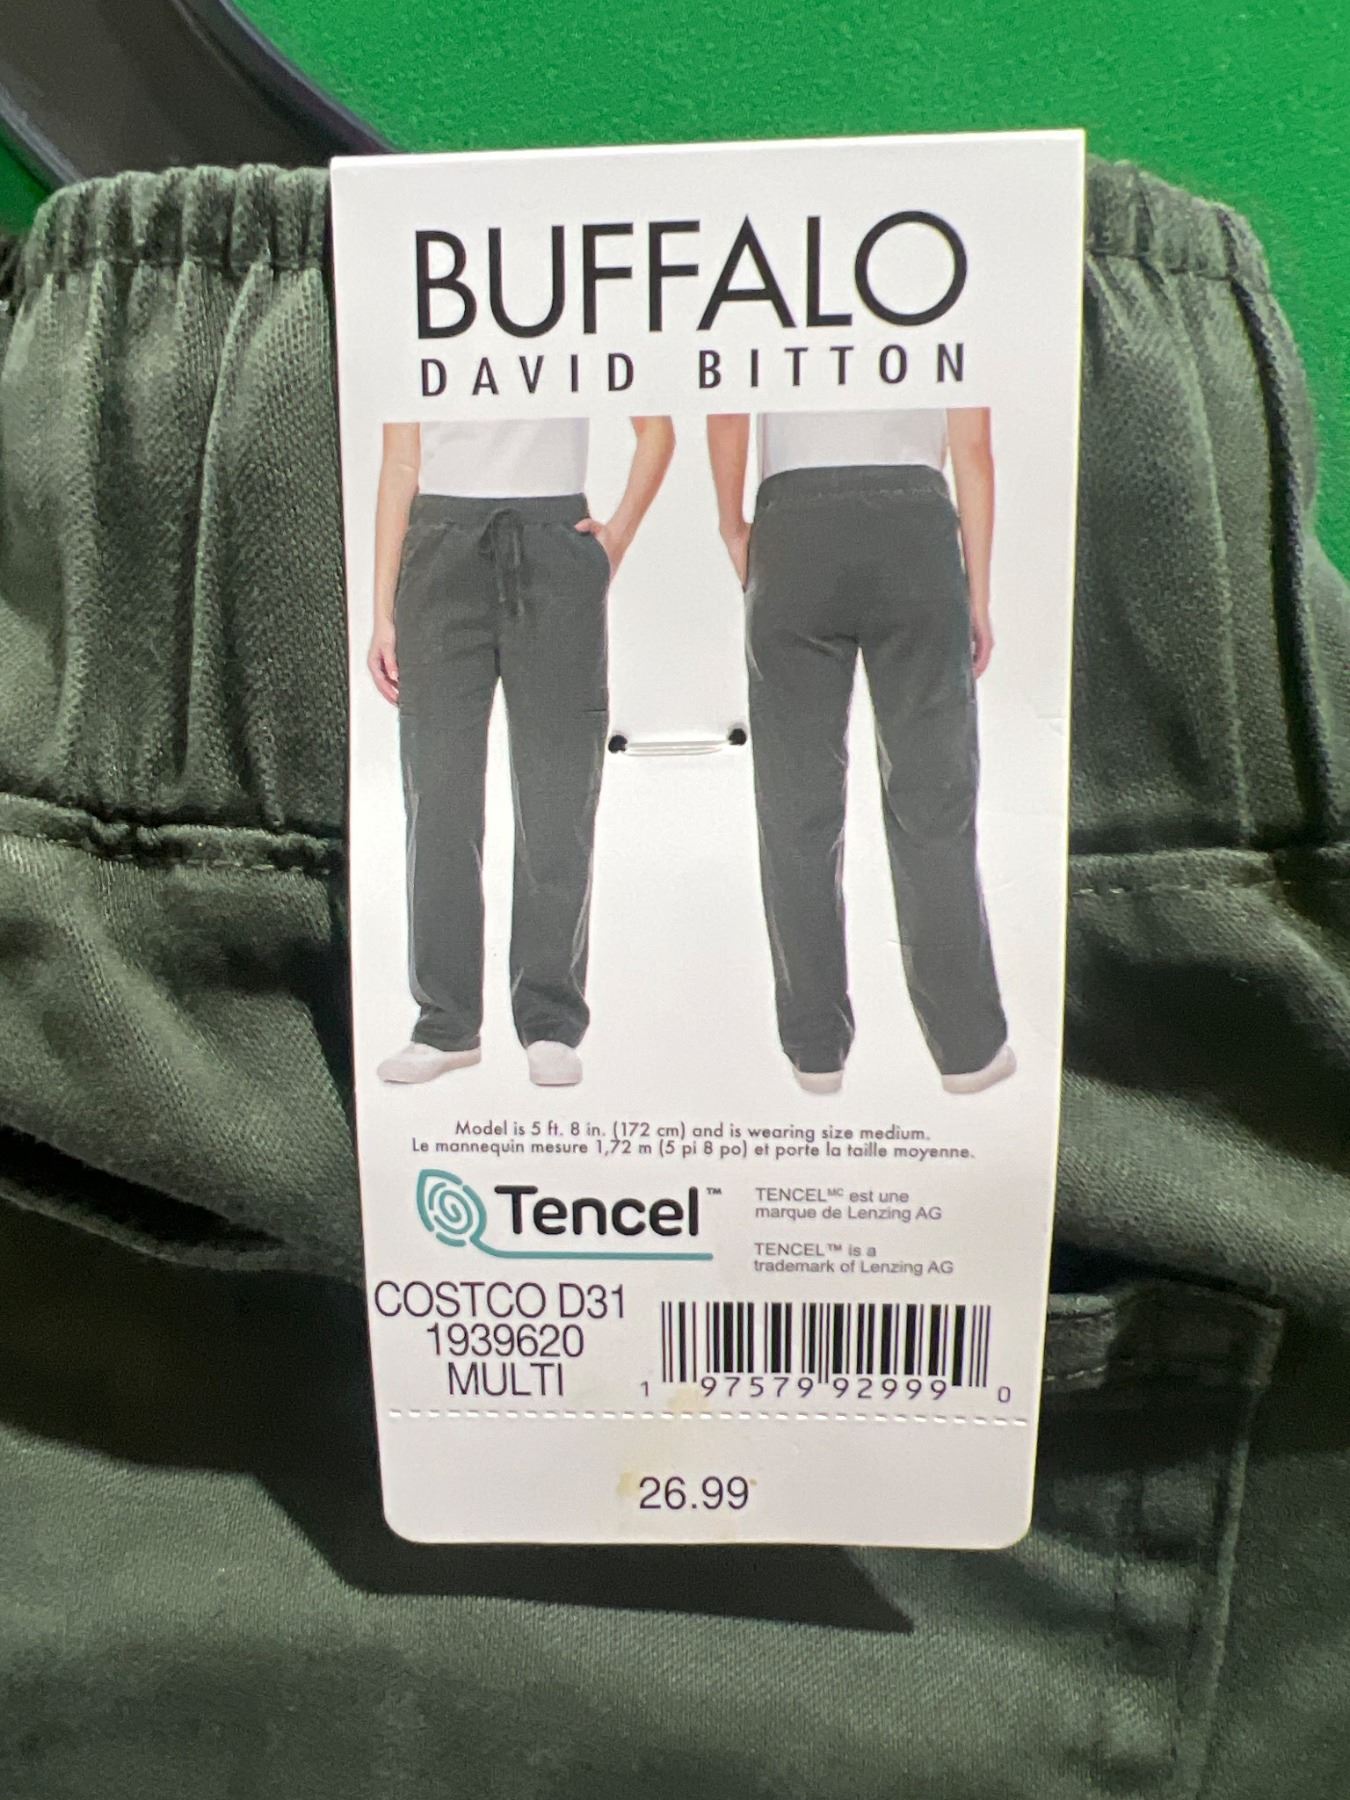 BUFFALO
DAVID BITTON
Model is 5 ft. 8 in. (172 cm) and is wearing size medium.
Le mannequin mesure 1,72 m (5 pi 8 po) et porte la taille moyenne.
Tencel™
TENCELᴹᶜ est une
marque de Lenzing AG
TENCEL™ is a
trademark of Lenzing AG
COSTCO D31
1939620
MULTI
1 97579 92999 0
26.99